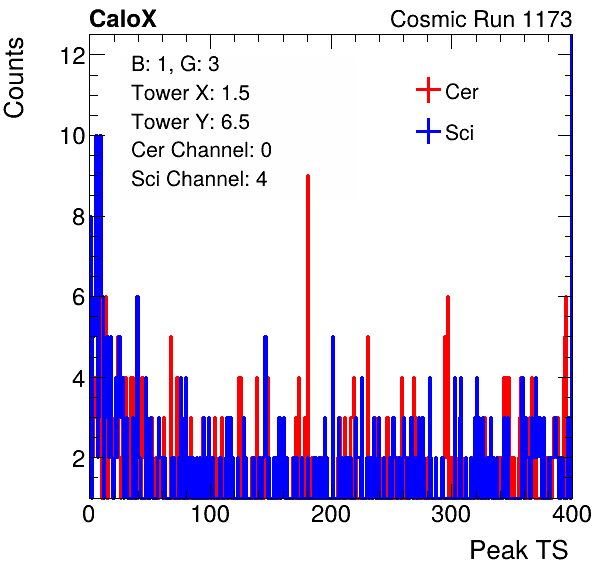 CaloX
Cosmic Run 1173
Counts
B: 1, G: 3
Tower X: 1.5
Tower Y: 6.5
Cer Channel: 0
Sci Channel: 4
Cer
Sci
12
10
8
6
4
2
0
100
200
300
400
Peak TS